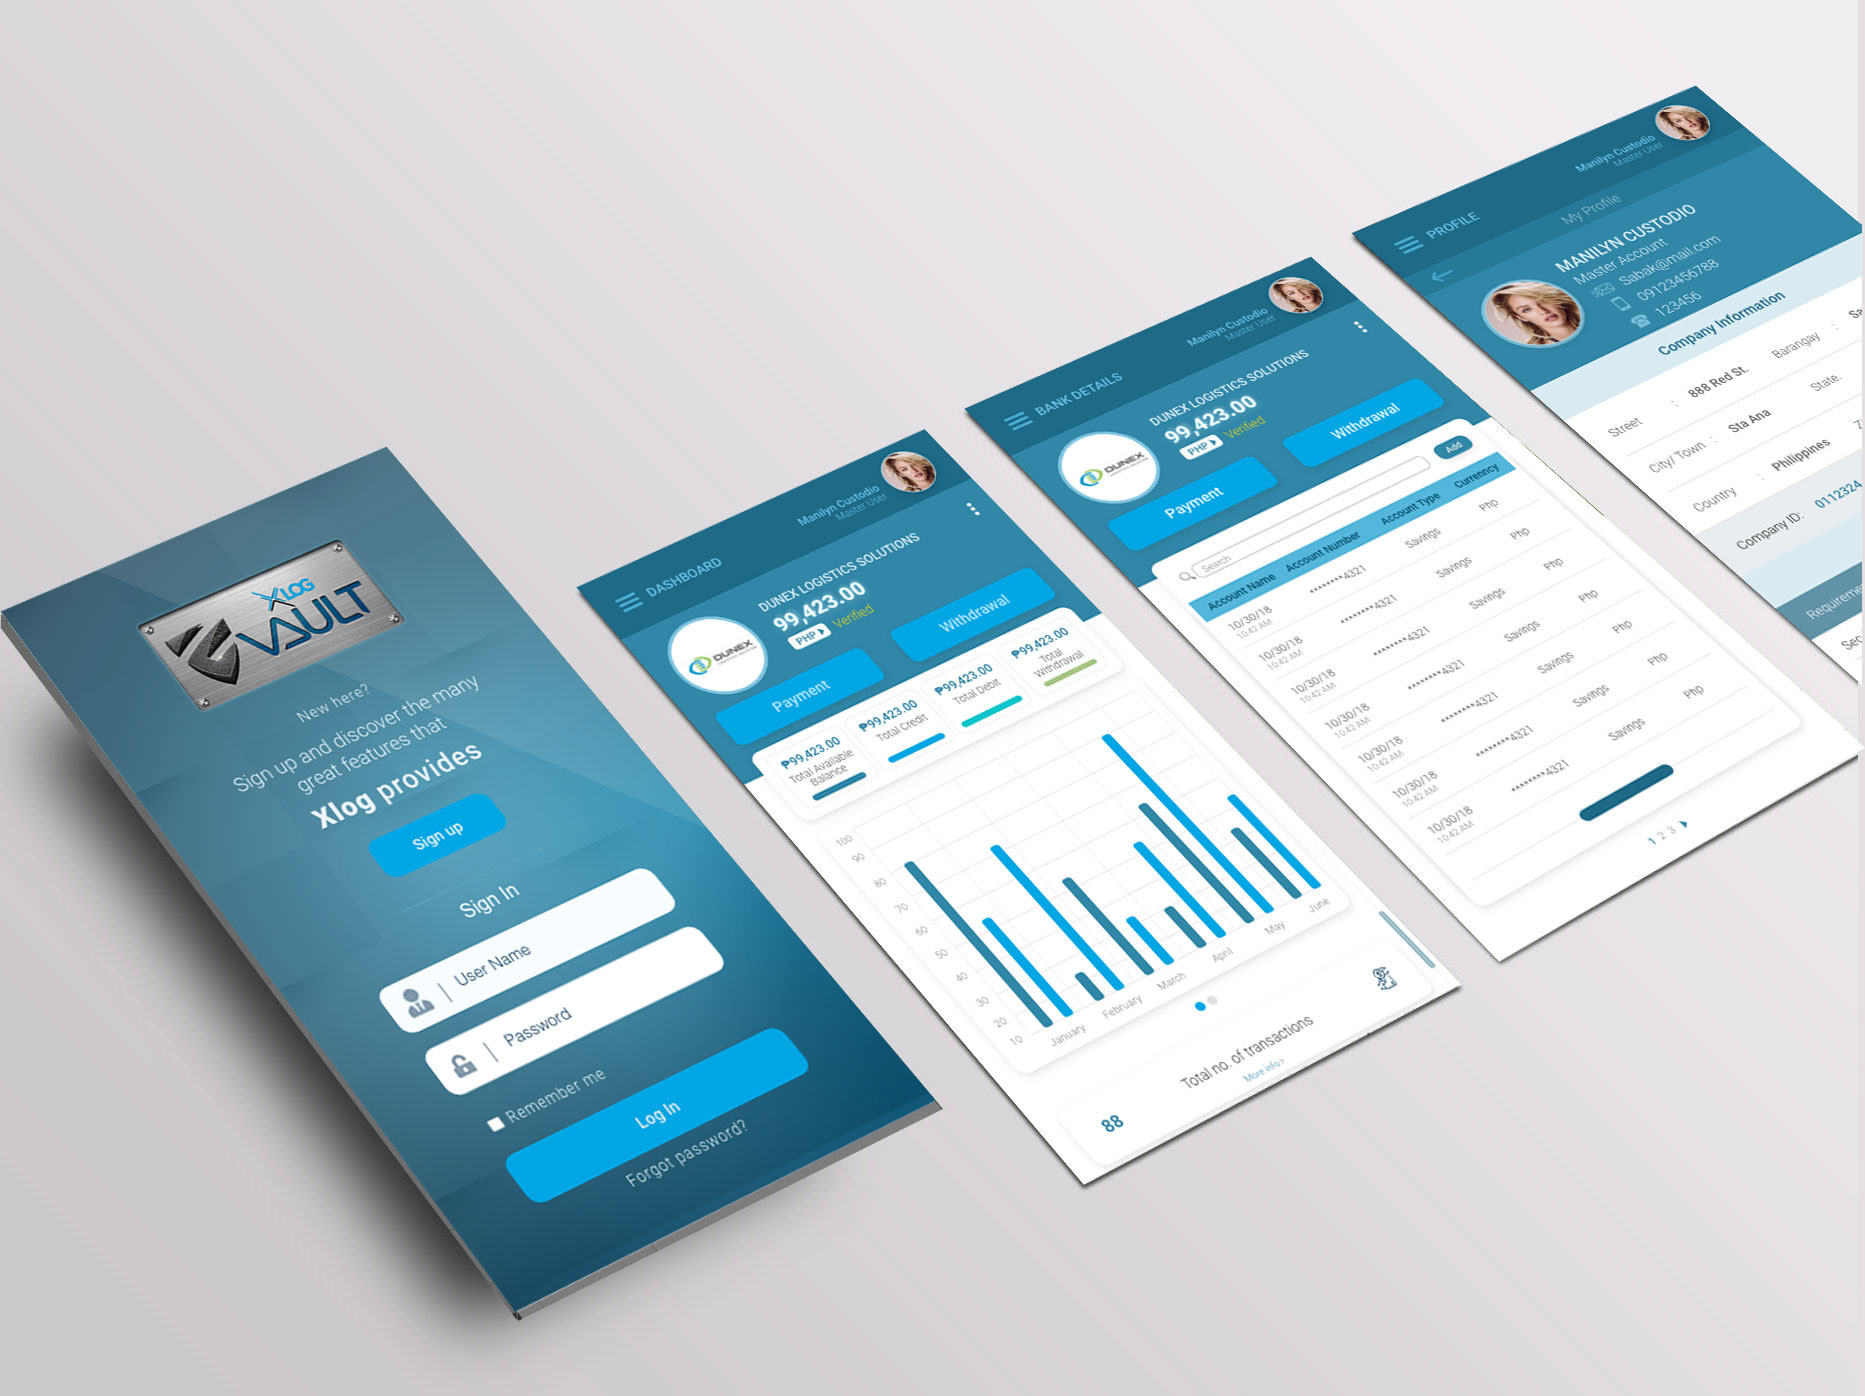 XLOG
VAULT
New here?
Sign up and discover the many
great features that
Xlog provides
Sign up
Sign In
User Name
Password
Remember me
Log In
Forgot password?
DASHBOARD
Manilyn Custodio
Master User
DUNEX LOGISTICS SOLUTIONS
99,423.00
PHP
Verified
DUNEX
Payment
Withdrawal
₱99,423.00
Total Available
Balance
₱99,423.00
Total Credit
₱99,423.00
Total Debit
₱99,423.00
Total
Withdrawal
100
90
80
70
60
50
40
30
20
10
January
February
March
April
May
June
Total no. of transactions
More info >
88
BANK DETAILS
Manilyn Custodio
Master User
DUNEX LOGISTICS SOLUTIONS
99,423.00
PHP
Verified
DUNEX
Payment
Withdrawal
Search
Add
Account Name Account Number Account Type Currenncy
10/30/18 ********4321 Savings Php
10:42 AM
10/30/18 ********4321 Savings Php
10:42 AM
10/30/18 ********4321 Savings Php
10:42 AM
10/30/18 ********4321 Savings Php
10:42 AM
10/30/18 ********4321 Savings Php
10:42 AM
10/30/18 ********4321 Savings Php
10:42 AM
10/30/18 ********4321 Savings Php
10:42 AM
1 2 3
PROFILE
Manilyn Custodio
Master User
My Profile
MANILYN CUSTODIO
Master Account
Sabak@mail.com
09123456788
123456
Company Information
Street : 888 Red St. Barangay : Sa
City/ Town : Sta Ana State
Country : Philippines Z
Company ID: 0112324
Requireme
Sec